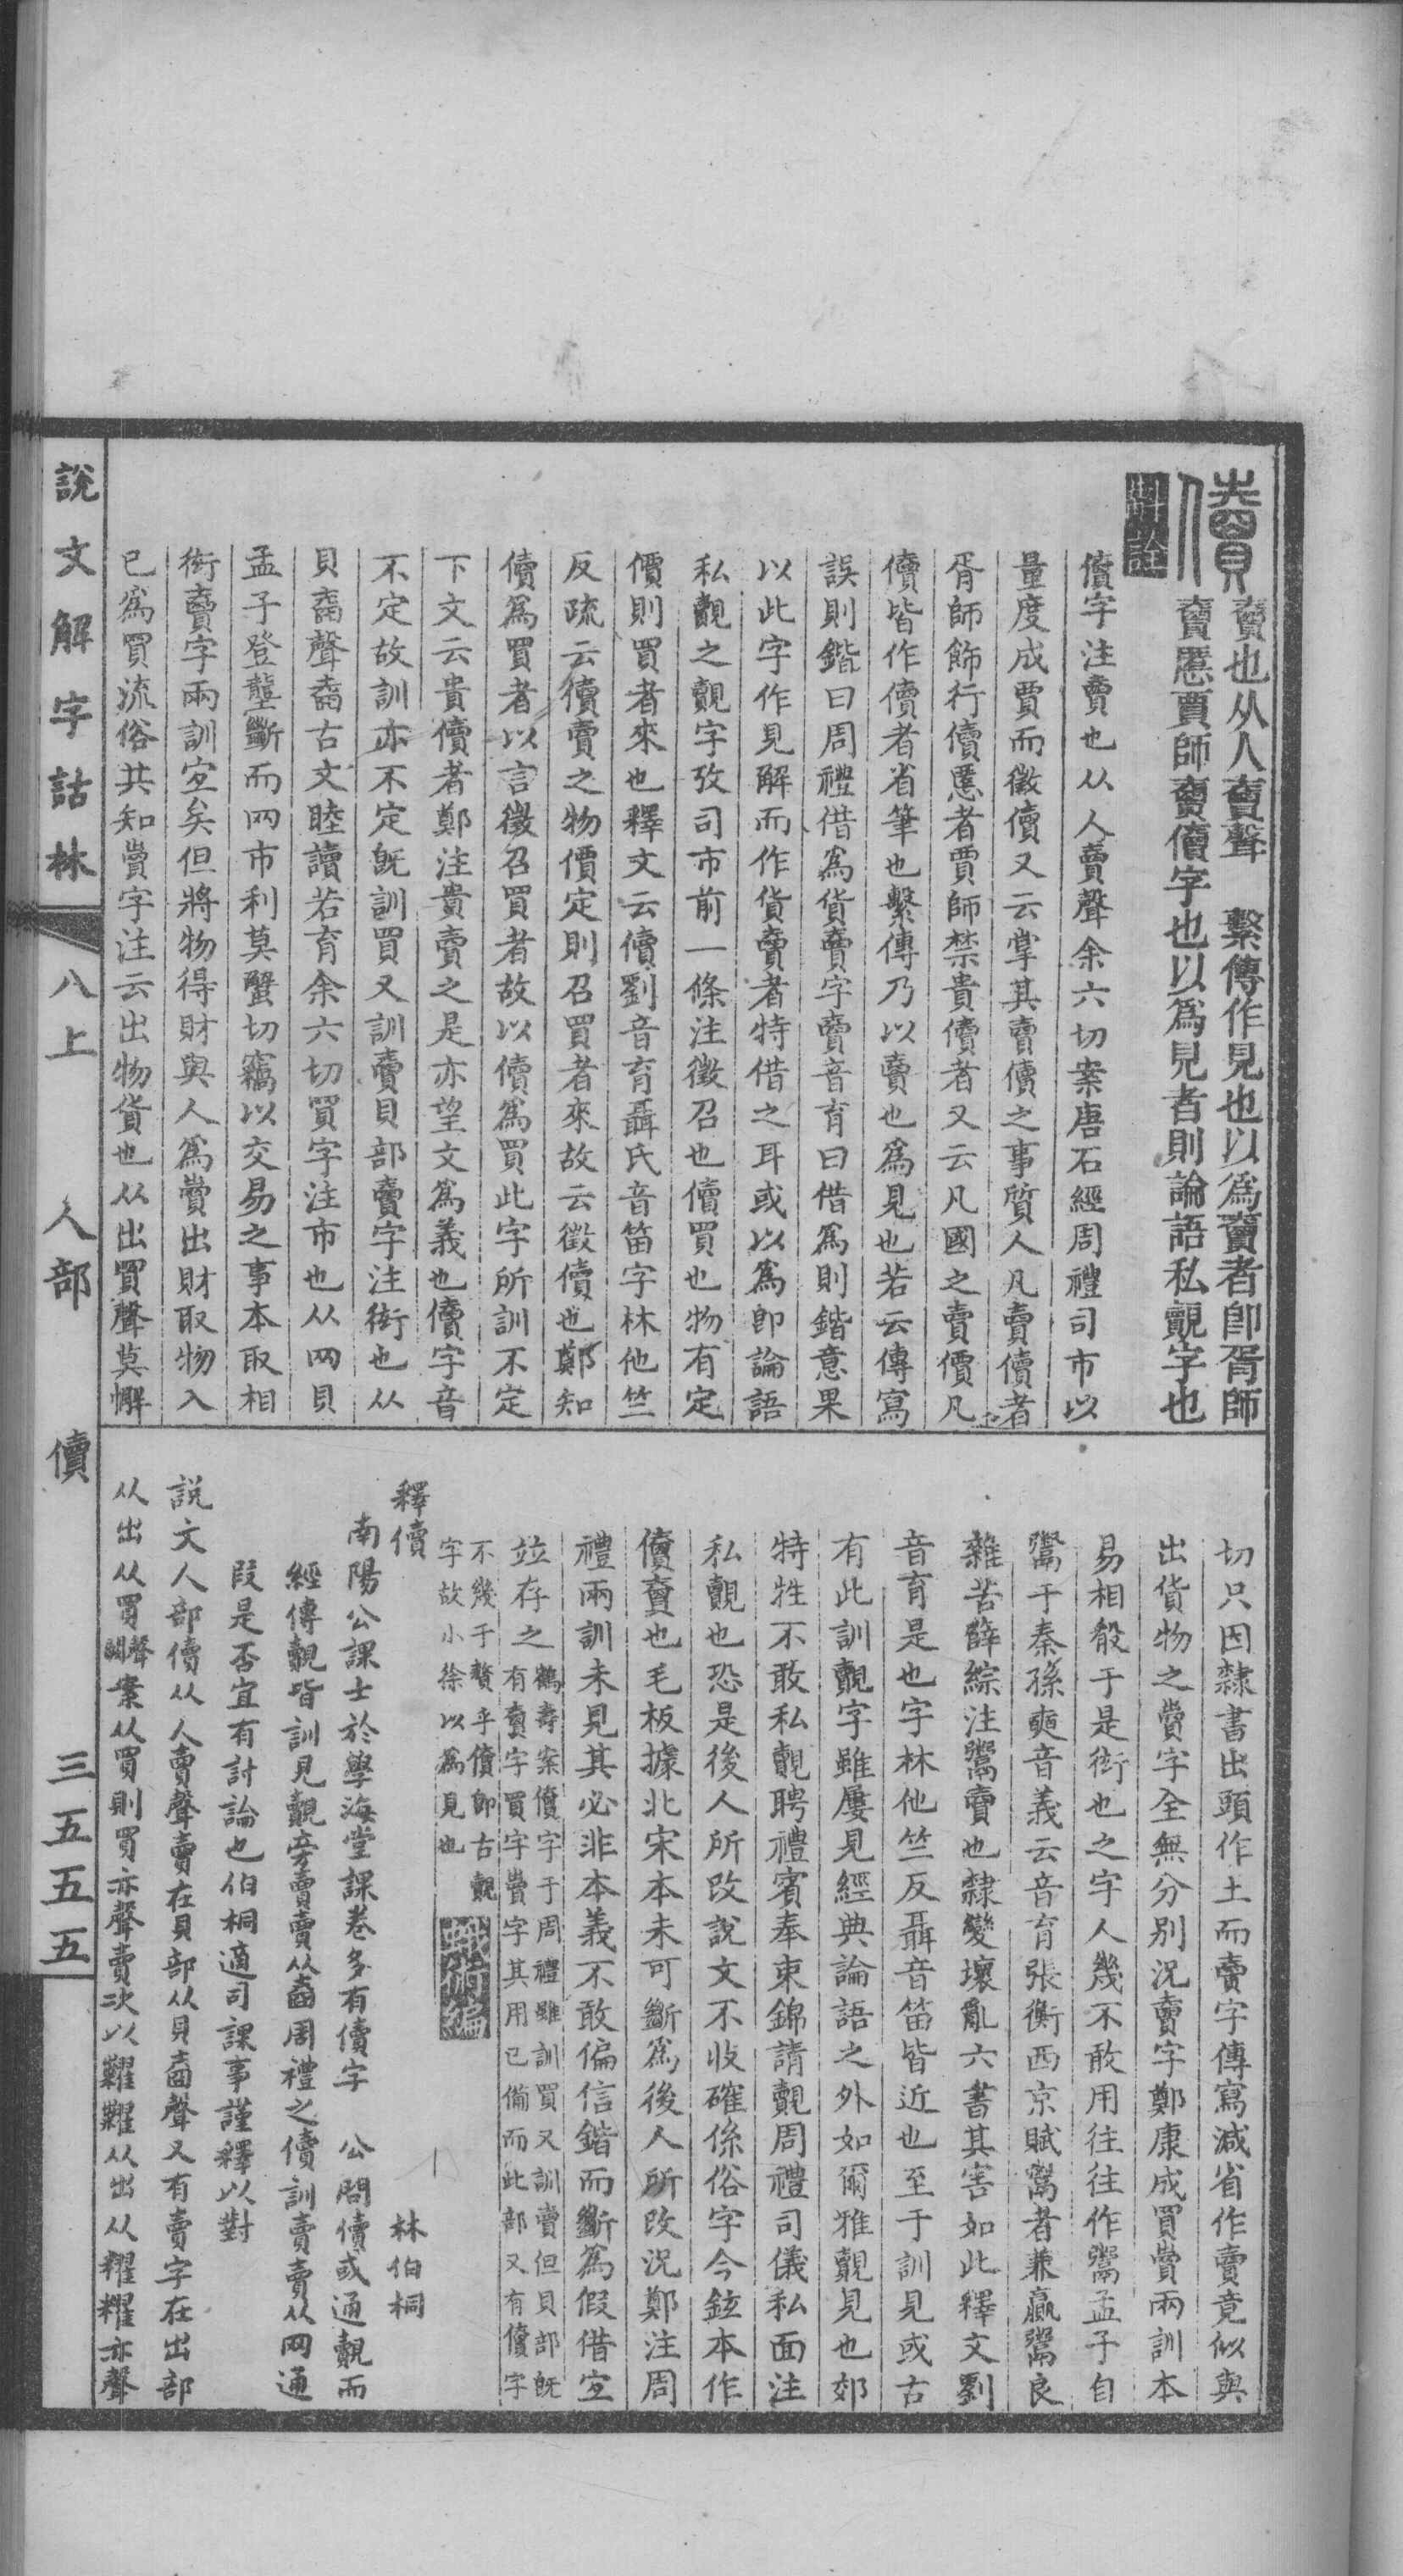 儥
賣也从人𧷓聲　繫傳作見也以爲賣者卽胥師
賣慝賈師賣儥字也以爲見者則論語私覿字也
斠詮
儥字注賣也从人𧷓聲余六切案唐石經周禮司市以
量度成賈而徵儥又云掌其賣儥之事質人凡賣儥者
胥師飾行儥慝者賈師禁貴儥者又云凡國之賣儥凡
儥皆作儥者省筆也繫傳乃以賣也爲見也若云傳寫
誤則鍇曰周禮借爲貨賣字𧷓音育曰借爲則鍇意果
以此字作見解而作貨賣者特借之耳或以爲卽論語
私覿之覿字攷司市前一條注徵召也儥買也物有定
價則買者來也釋文云儥劉音育聶氏音笛字林他竺
反疏云儥賣之物價定則召買者來故云徵儥也鄭知
儥爲買者以言徵召買者故以儥爲買此字所訓不定
下文云貴儥者鄭注貴賣之是亦望文爲義也儥字音
不定故訓亦不定旣訓買又訓賣貝部𧷓字注衒也从
貝𡍬聲𡍬古文睦讀若育余六切買字注市也从网貝
孟子登壟斷而网市利莫蟹切竊以交易之事本取相
衒𧷓字兩訓宐矣但將物得財與人爲賣出財取物入
已爲買流俗共知賣字注云出物貨也从出買聲莫懈
切只因隸書出頭作土而𧷓字傳寫減省作賣竟似與
出貨物之賣字全無分别況賣字鄭康成買賣兩訓本
易相殽于是衒也之字人幾不敢用往往作鬻孟子自
鬻于秦孫奭音義云音育張衡西京賦鬻者兼贏鬻良
雜苦薛綜注鬻賣也隸變壞亂六書其害如此釋文劉
音育是也字林他竺反聶音笛皆近也至于訓見或古
有此訓覿字雖屢見經典論語之外如爾雅覿見也郊
特牲不敢私覿聘禮賓奉束錦請覿周禮司儀私面注
私覿也恐是後人所改說文不收確係俗字今鉉本作
儥賣也毛板據北宋本未可斷爲後人所改況鄭注周
禮兩訓未見其必非本義不敢偏信鍇而斷爲假借宐
竝存之鶴壽案儥字于周禮雖訓買又訓賣但貝部旣
有𧷓字買字賣字其用已備而此部又有儥字
不幾于贅乎儥卽古覿
字故小徐以爲見也　蛾術編
釋儥　林伯桐
南陽公課士於學海堂課卷多有儥字　公問儥或通覿而
經傳覿皆訓見覿旁𧷓𧷓从𡍬周禮之儥訓賣賣从网通
叚是否宜有討論也伯桐適司課事謹釋以對
説文人部儥从人𧷓聲𧷓在貝部从貝𡍬聲又有賣字在出部
从出从買聲案从買則買亦聲賣次以糶糶从出从䊮䊮亦聲
說文解字詁林　八上　人部　儥　三五五五